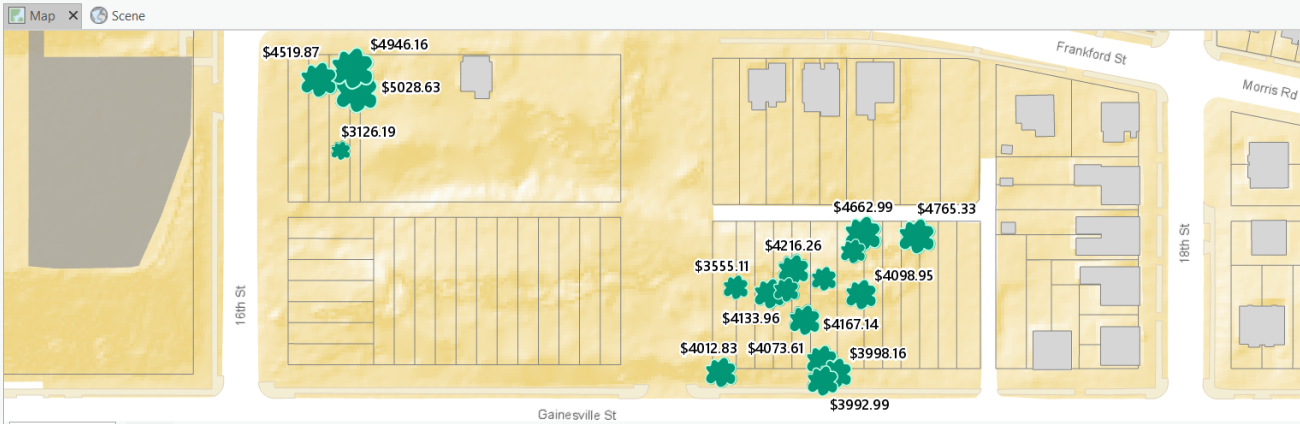 Map
Scene
$4946.16
$4519.87
Frankford St
$5028.63
Morris Rd
$3126.19
$4662.99
$4765.33
18th St
$4216.26
$3555.11
$4098.95
16th St
$4133.96
$4167.14
$4012.83
$4073.61
$3998.16
$3992.99
Gainesville St